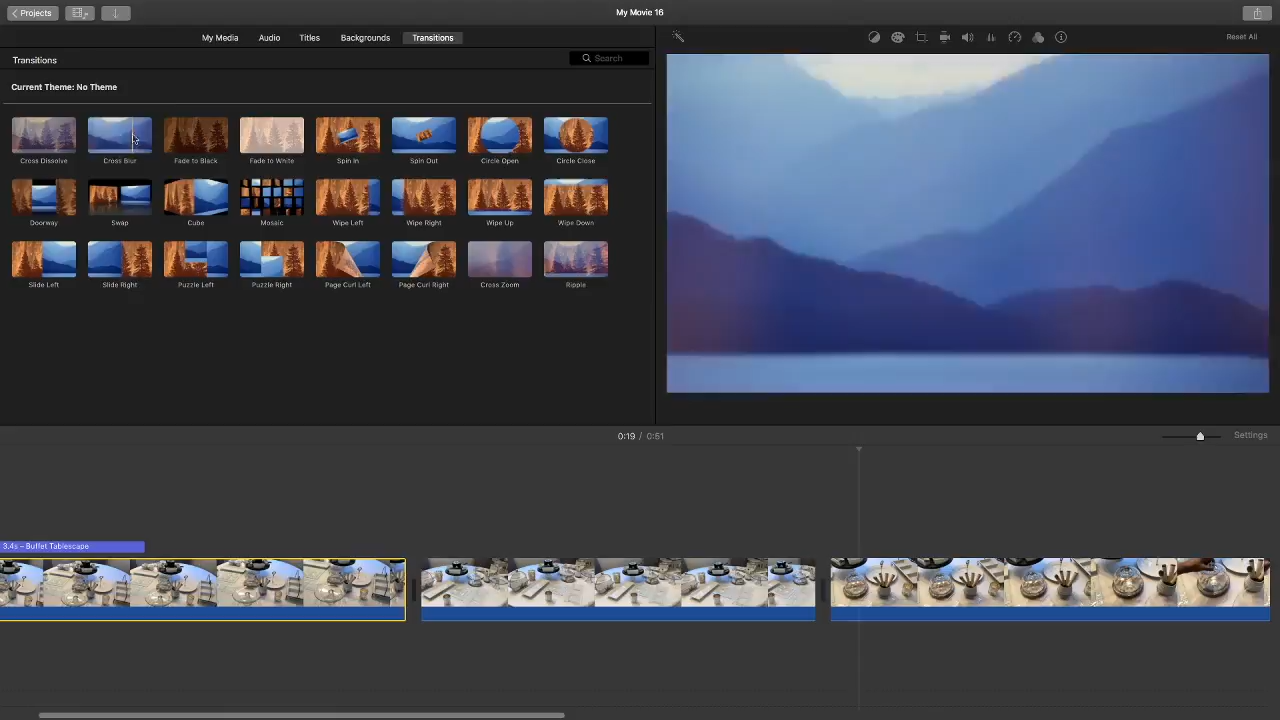 Projects
My Movie 16
My Media Audio Titles Backgrounds Transitions
Reset All
Transitions
Search
Current Theme: No Theme
Cross Dissolve Cross Blur Fade to Black Fade to White Spin In Spin Out Circle Open Circle Close
Doorway Swap Cube Mosaic Wipe Left Wipe Right Wipe Up Wipe Down
Slide Left Slide Right Puzzle Left Puzzle Right Page Curl Left Page Curl Right Cross Zoom Ripple
0:19 / 0:51
Settings
3.4s – Buffet Tablescape